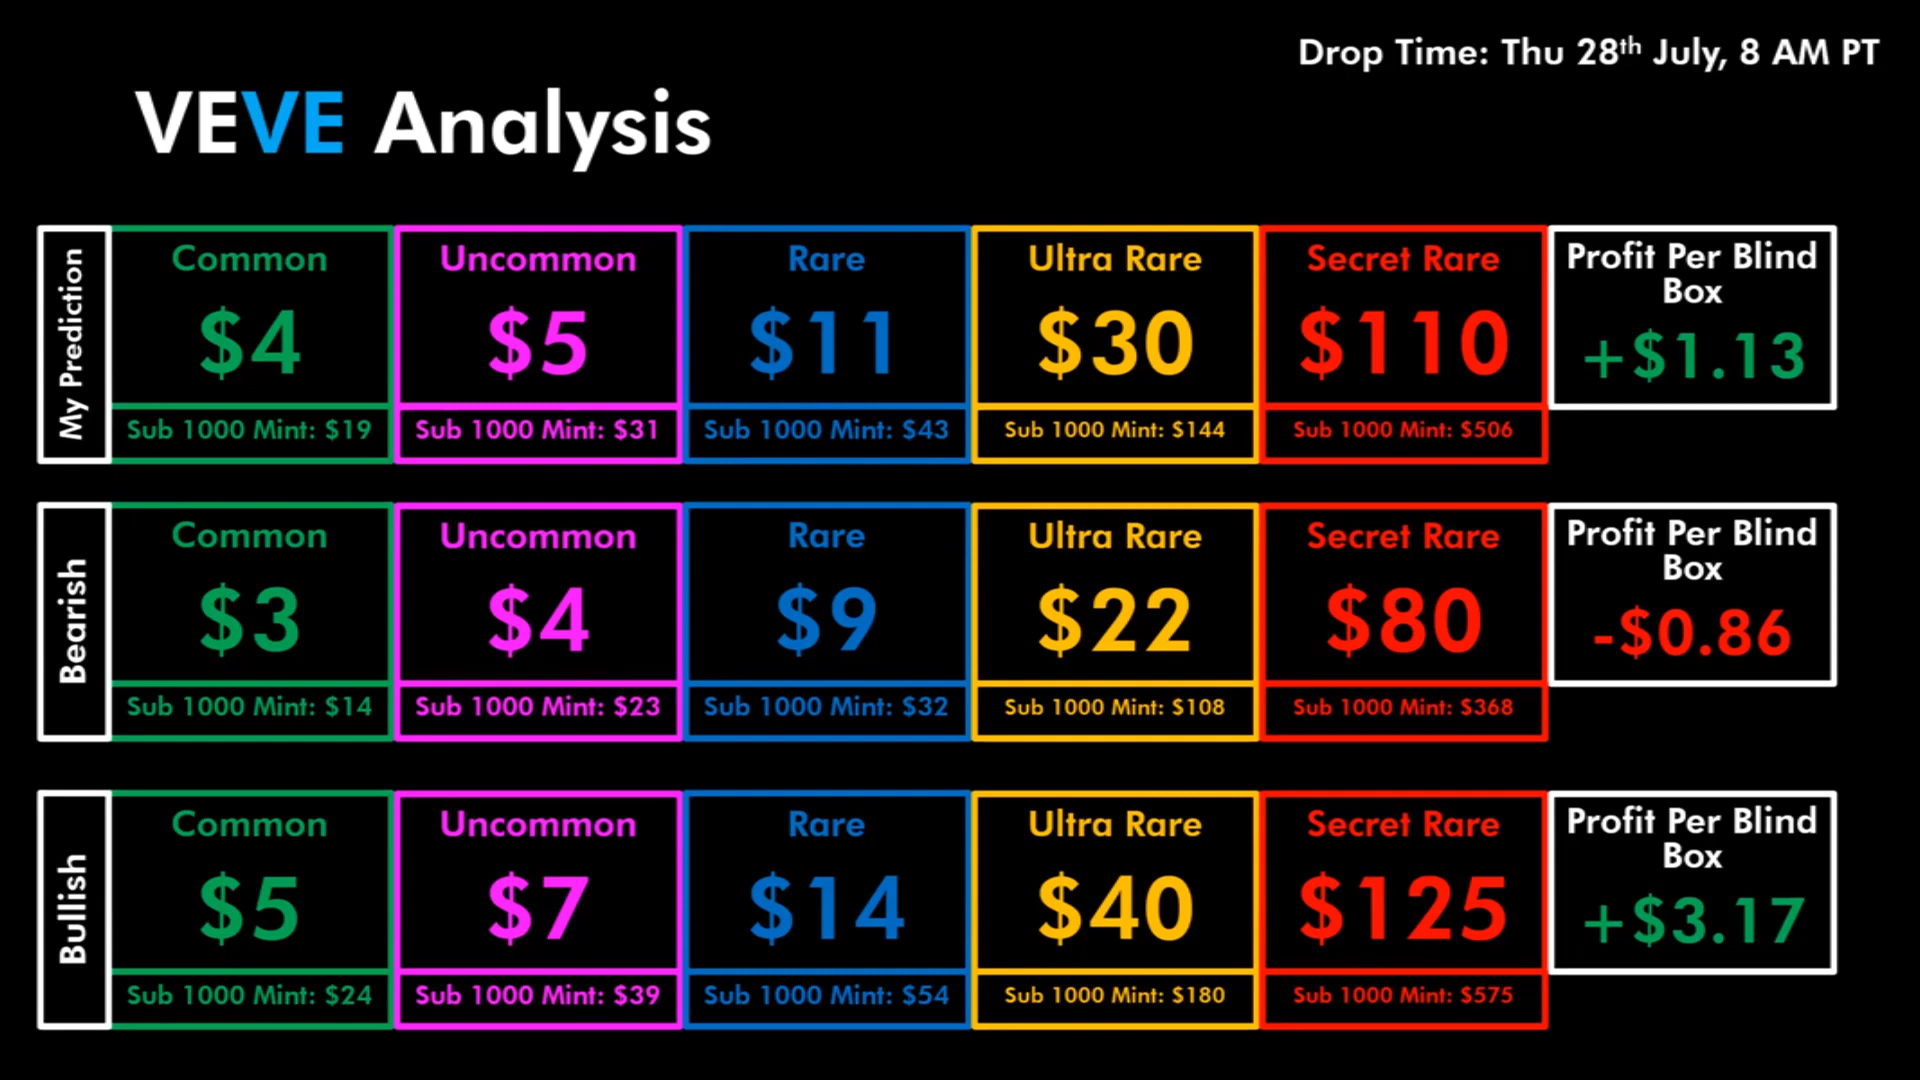 Drop Time: Thu 28th July, 8 AM PT
VEVE Analysis
My Prediction
Common
$4
Sub 1000 Mint: $19
Uncommon
$5
Sub 1000 Mint: $31
Rare
$11
Sub 1000 Mint: $43
Ultra Rare
$30
Sub 1000 Mint: $144
Secret Rare
$110
Sub 1000 Mint: $506
Profit Per Blind
Box
+$1.13
Bearish
Common
$3
Sub 1000 Mint: $14
Uncommon
$4
Sub 1000 Mint: $23
Rare
$9
Sub 1000 Mint: $32
Ultra Rare
$22
Sub 1000 Mint: $108
Secret Rare
$80
Sub 1000 Mint: $368
Profit Per Blind
Box
-$0.86
Bullish
Common
$5
Sub 1000 Mint: $24
Uncommon
$7
Sub 1000 Mint: $39
Rare
$14
Sub 1000 Mint: $54
Ultra Rare
$40
Sub 1000 Mint: $180
Secret Rare
$125
Sub 1000 Mint: $575
Profit Per Blind
Box
+$3.17